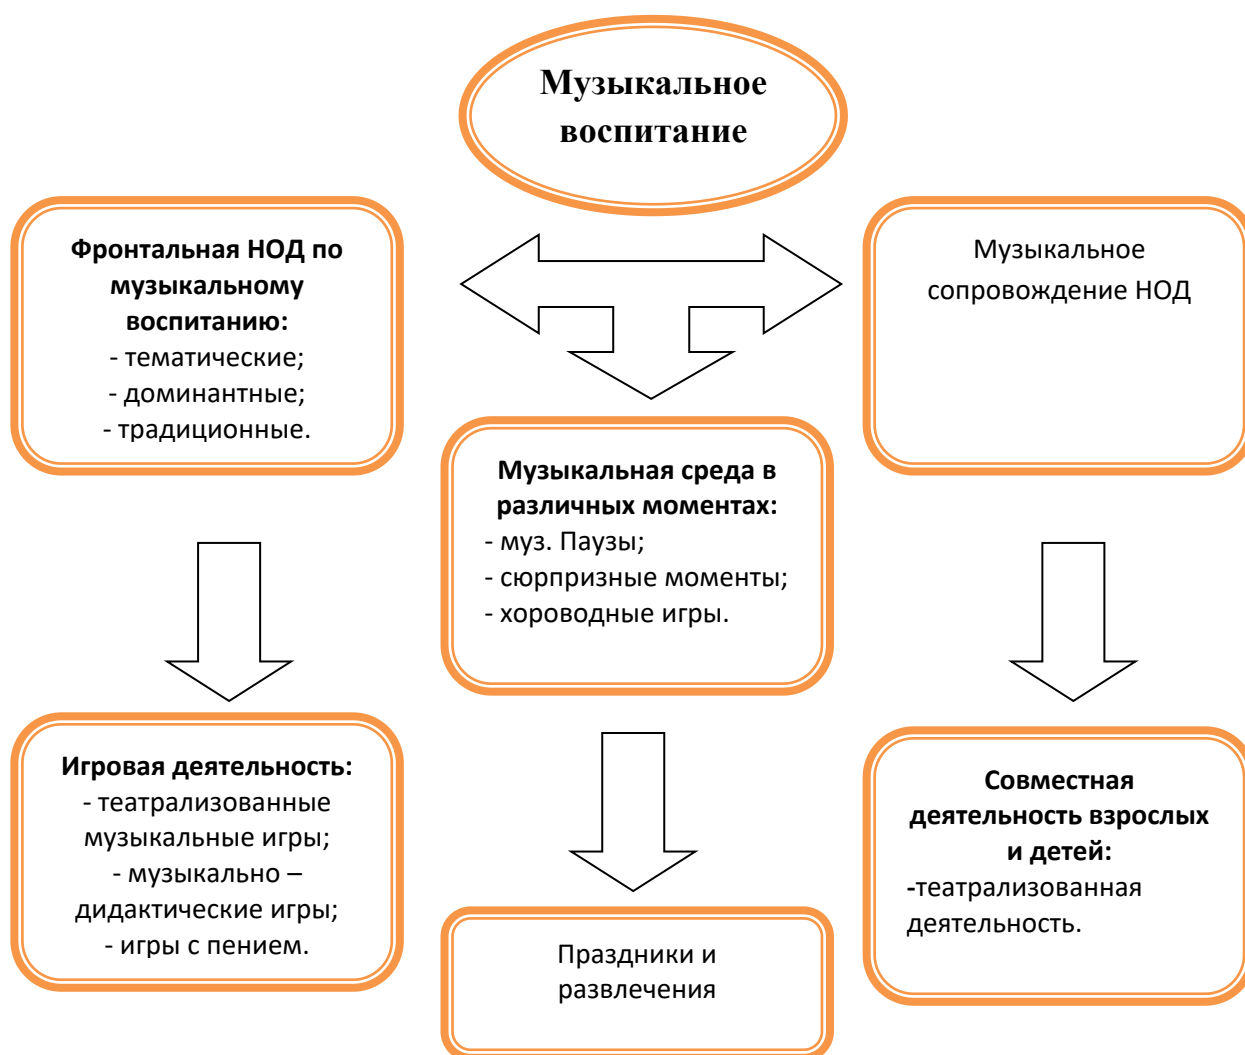 Музыкальное
воспитание
Фронтальная НОД по
музыкальному
воспитанию:
- тематические;
- доминантные;
- традиционные.
Музыкальное
сопровождение НОД
Музыкальная среда в
различных моментах:
- муз. Паузы;
- сюрпризные моменты;
- хороводные игры.
Игровая деятельность:
- театрализованные
музыкальные игры;
- музыкально –
дидактические игры;
- игры с пением.
Совместная
деятельность взрослых
и детей:
-театрализованная
деятельность.
Праздники и
развлечения